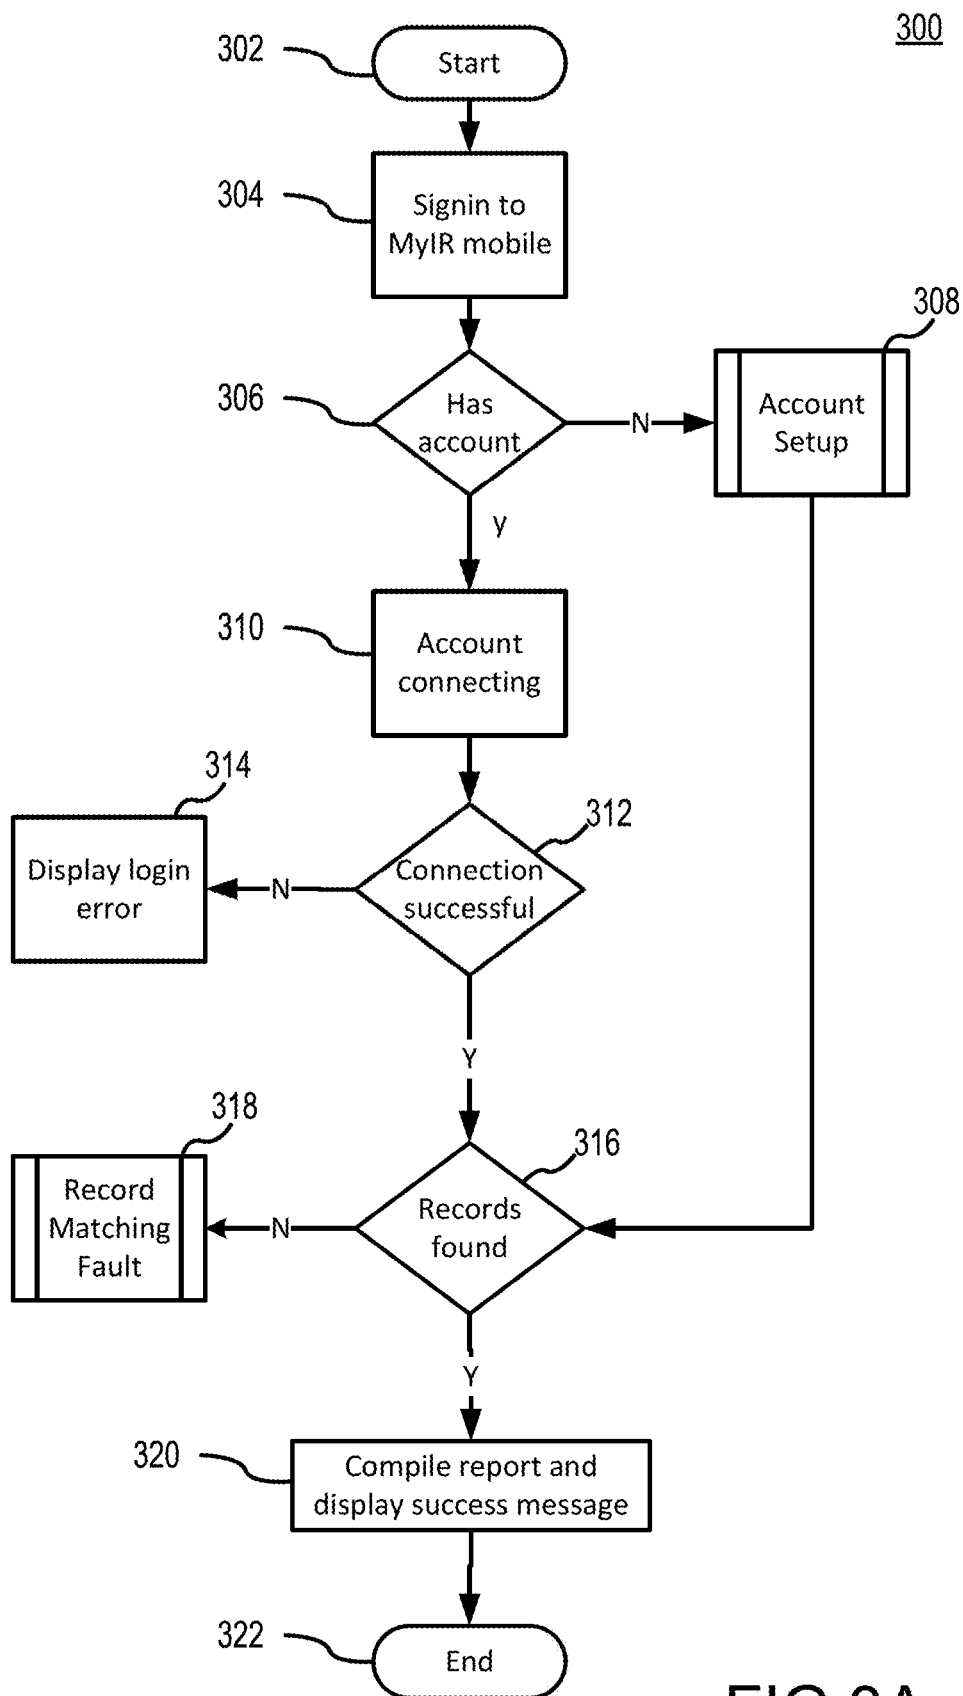 300
302
Start
304
Signin to
MyIR mobile
308
306
Has
account
N
Account
Setup
y
310
Account
connecting
314
312
Display login
error
N
Connection
successful
Y
318
316
Record
Matching
Fault
N
Records
found
Y
320
Compile report and
display success message
322
End